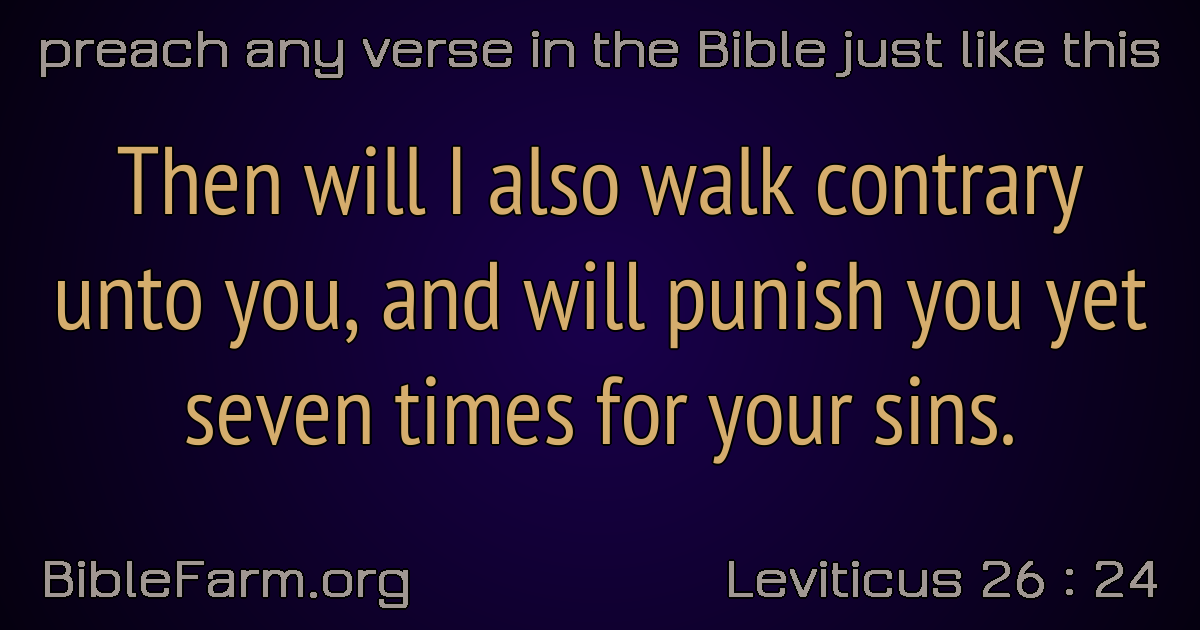 preach any verse in the Bible just like this
Then will I also walk contrary
unto you, and will punish you yet
seven times for your sins.
BibleFarm.org
Leviticus 26 : 24